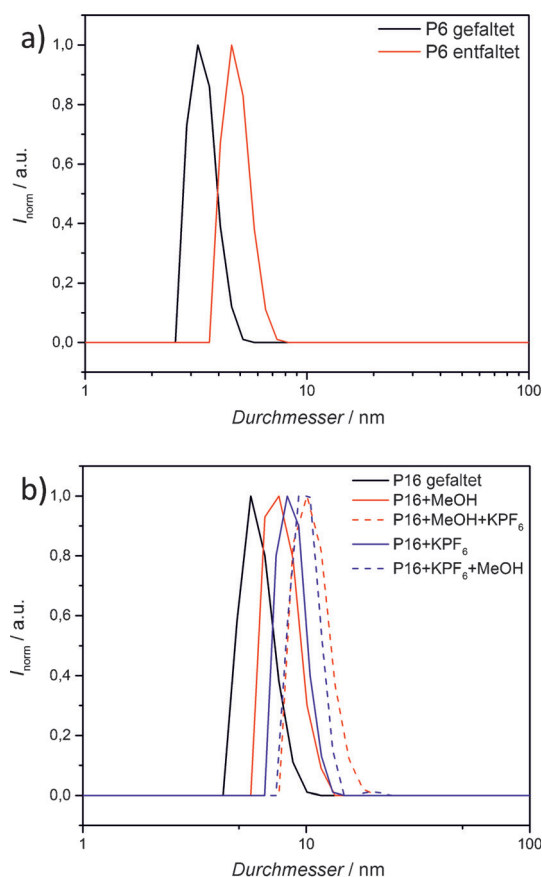 a)
P6 gefaltet
P6 entfaltet
1,0
0,8
0,6
0,4
0,2
0,0
I_norm / a.u.
1
10
100
Durchmesser / nm
b)
P16 gefaltet
P16+MeOH
P16+MeOH+KPF₆
P16+KPF₆
P16+KPF₆+MeOH
1,0
0,8
0,6
0,4
0,2
0,0
I_norm / a.u.
1
10
100
Durchmesser / nm